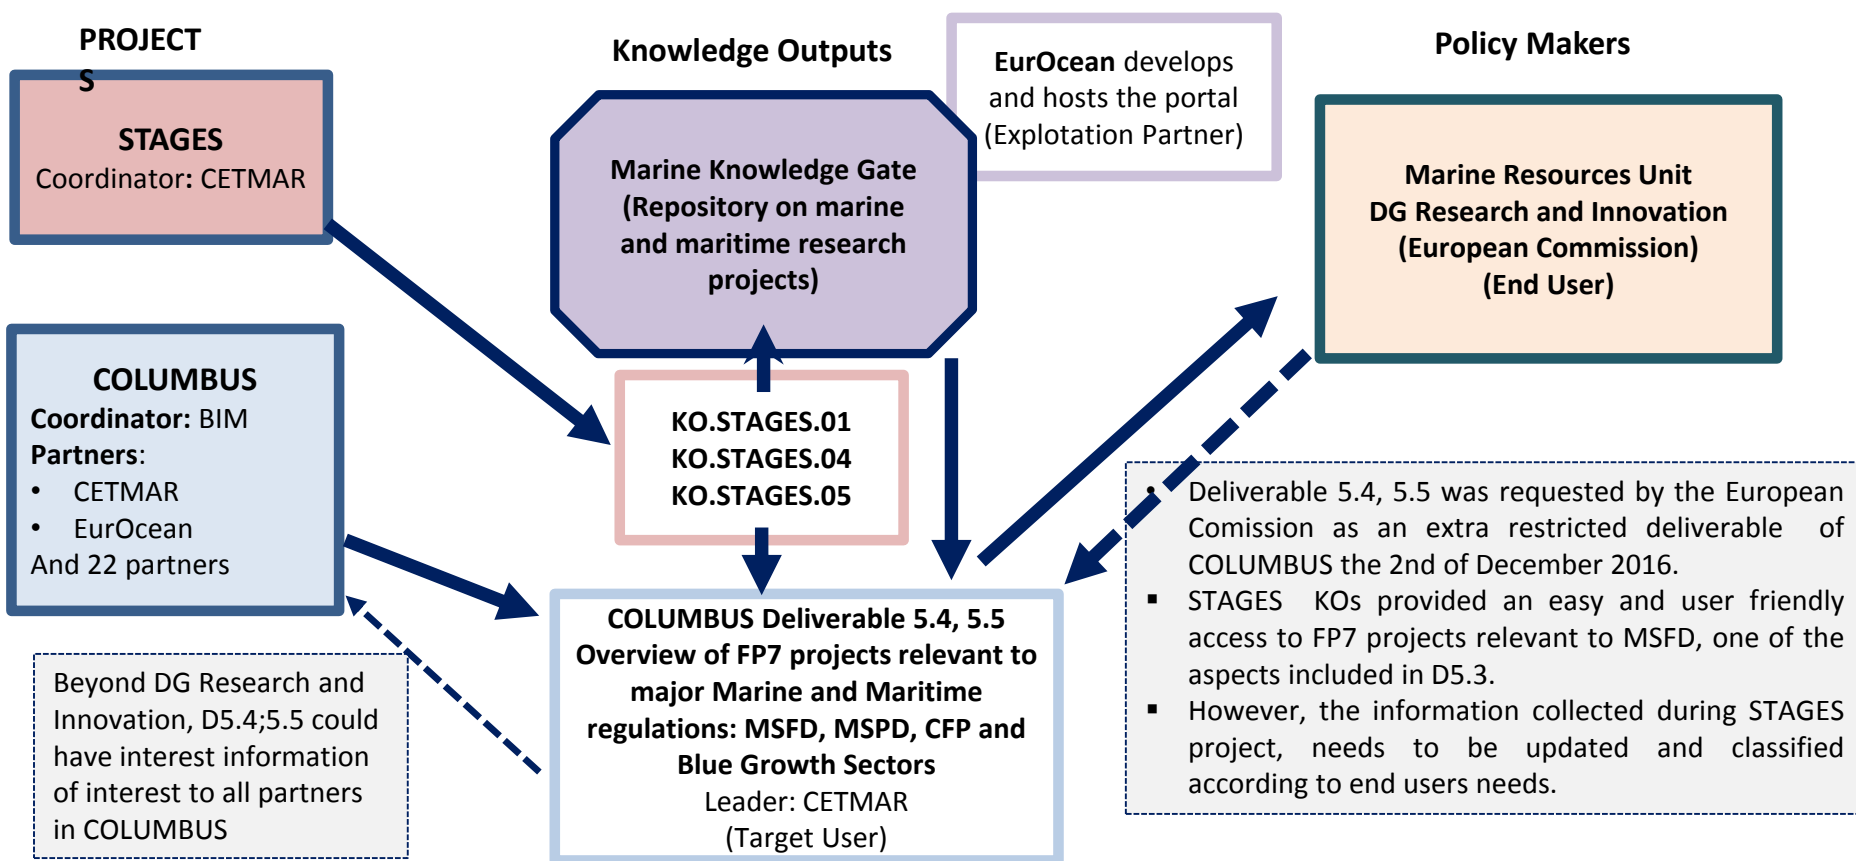 PROJECT
S
STAGES
Coordinator: CETMAR
COLUMBUS
Coordinator: BIM
Partners:
• CETMAR
• EurOcean
And 22 partners
Beyond DG Research and
Innovation, D5.4;5.5 could
have interest information
of interest to all partners
in COLUMBUS
Knowledge Outputs
EurOcean develops
and hosts the portal
(Explotation Partner)
Marine Knowledge Gate
(Repository on marine
and maritime research
projects)
KO.STAGES.01
KO.STAGES.04
KO.STAGES.05
COLUMBUS Deliverable 5.4, 5.5
Overview of FP7 projects relevant to
major Marine and Maritime
regulations: MSFD, MSPD, CFP and
Blue Growth Sectors
Leader: CETMAR
(Target User)
Policy Makers
Marine Resources Unit
DG Research and Innovation
(European Commission)
(End User)
• Deliverable 5.4, 5.5 was requested by the European
Comission as an extra restricted deliverable of
COLUMBUS the 2nd of December 2016.
▪ STAGES KOs provided an easy and user friendly
access to FP7 projects relevant to MSFD, one of the
aspects included in D5.3.
▪ However, the information collected during STAGES
project, needs to be updated and classified
according to end users needs.